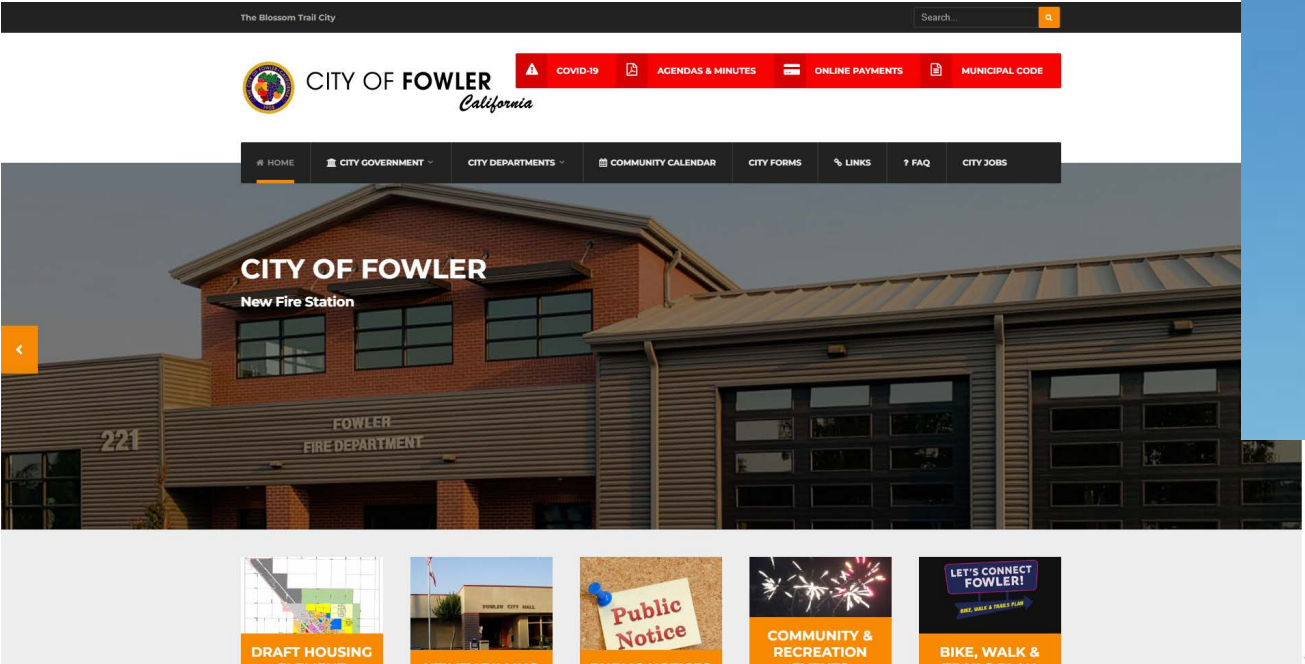 The Blossom Trail City
Search...
CITY OF FOWLER
California
COVID-19
AGENDAS & MINUTES
ONLINE PAYMENTS
MUNICIPAL CODE
HOME
CITY GOVERNMENT
CITY DEPARTMENTS
COMMUNITY CALENDAR
CITY FORMS
LINKS
? FAQ
CITY JOBS
CITY OF FOWLER
New Fire Station
221
FOWLER
FIRE DEPARTMENT
FOWLER CITY HALL
Public
Notice
LET'S CONNECT
FOWLER!
BIKE, WALK & TRAILS PLAN
DRAFT HOUSING
COMMUNITY &
RECREATION
BIKE, WALK &